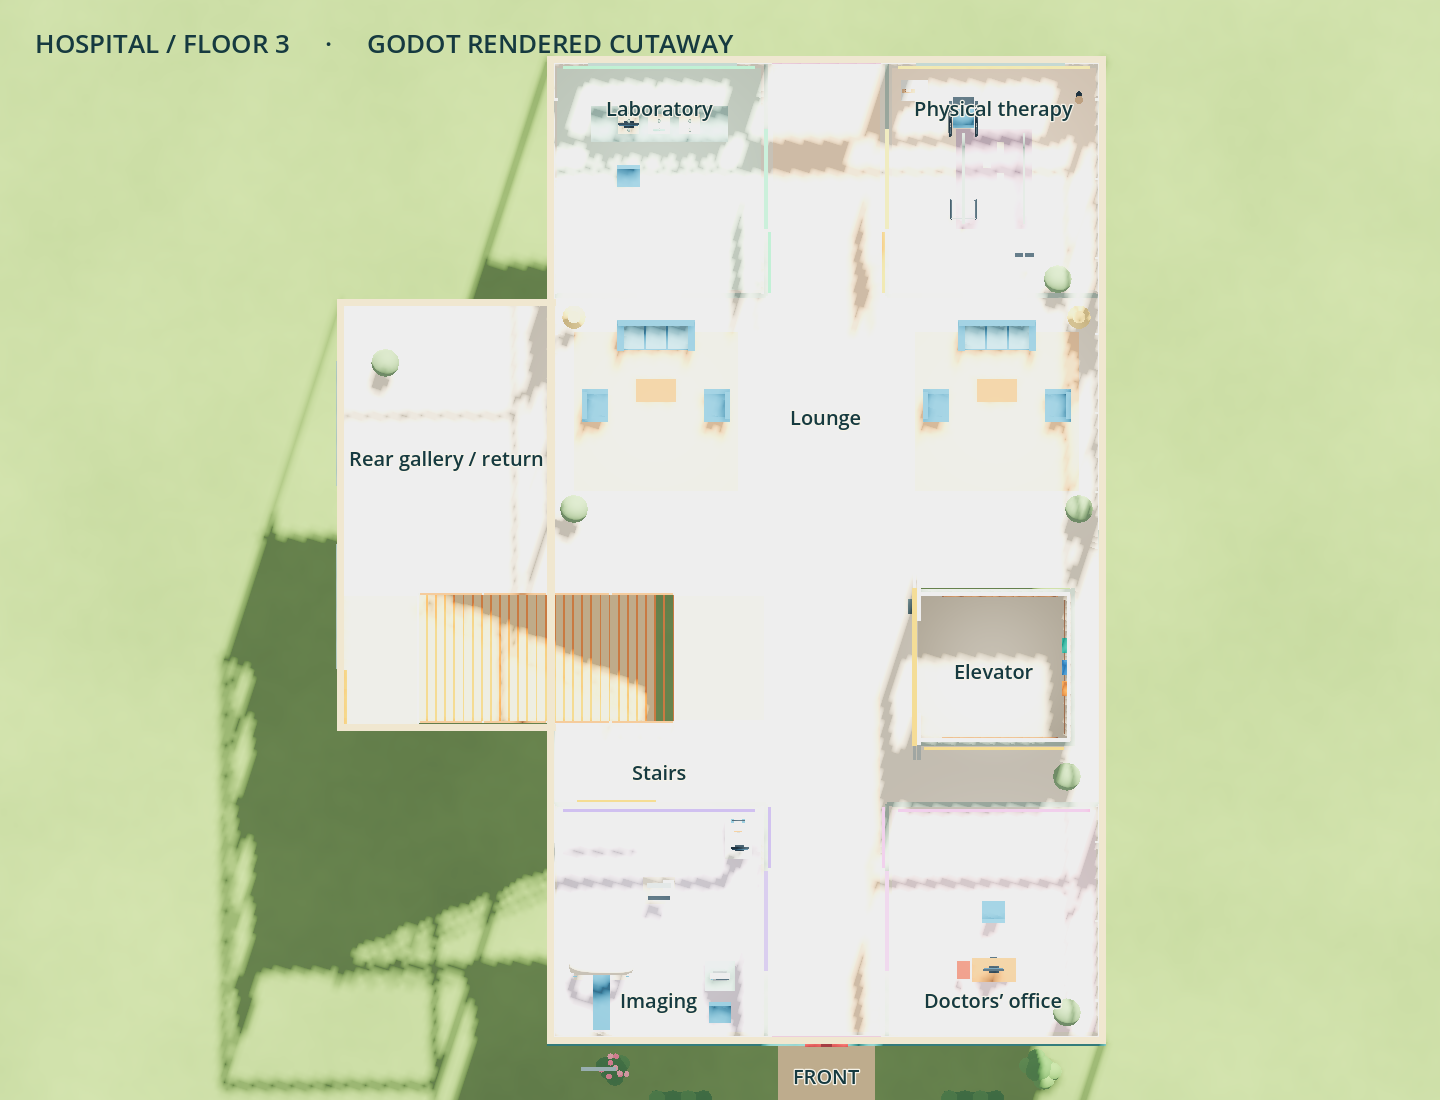 HOSPITAL / FLOOR 3 · GODOT RENDERED CUTAWAY
Laboratory
Physical therapy
Lounge
Rear gallery / return
Elevator
Stairs
Imaging
Doctors’ office
FRONT